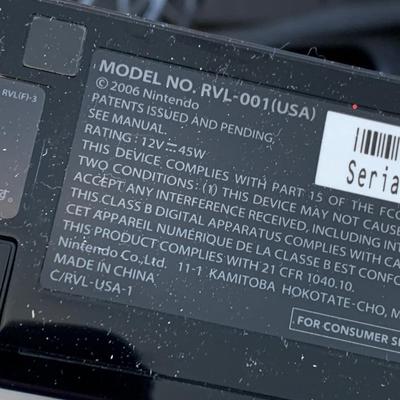 RVL(F)-3
MODEL NO. RVL-001(USA)
© 2006 Nintendo
PATENTS ISSUED AND PENDING.
SEE MANUAL.
RATING: 12V⎓45W
THIS DEVICE COMPLIES WITH PART 15 OF THE FCC
TWO CONDITIONS: (1) THIS DEVICE MAY NOT CAUSE
ACCEPT ANY INTERFERENCE RECEIVED, INCLUDING INT
THIS CLASS B DIGITAL APPARATUS COMPLIES WITH CA
CET APPAREIL NUMÉRIQUE DE LA CLASSE B EST CONFO
THIS PRODUCT COMPLIES WITH 21 CFR 1040.10.
Nintendo Co., Ltd. 11-1 KAMITOBA HOKOTATE-CHO, M
MADE IN CHINA
C/RVL-USA-1
Seria
FOR CONSUMER SE